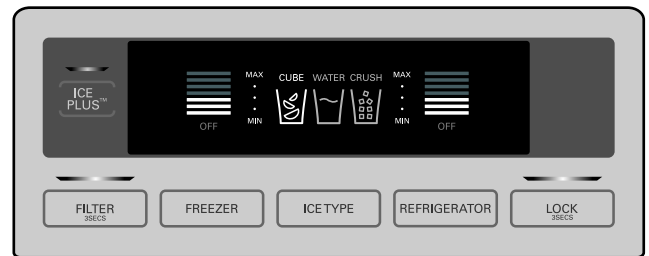 ICE
PLUS™
MAX
MIN
OFF
CUBE WATER CRUSH
MAX
MIN
OFF
FILTER
3SECS
FREEZER
ICE TYPE
REFRIGERATOR
LOCK
3SECS